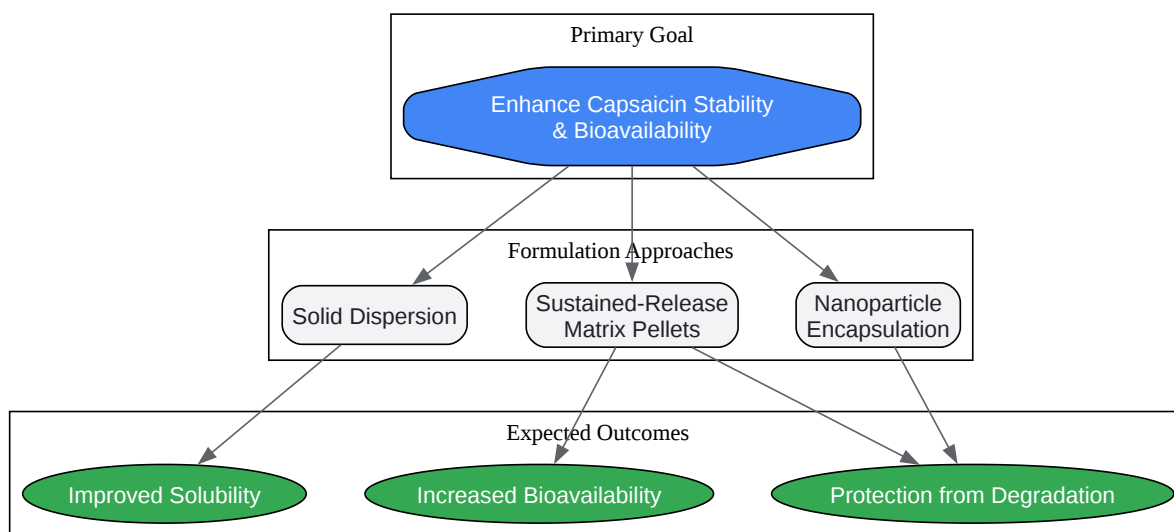 Primary Goal
Enhance Capsaicin Stability
& Bioavailability
Formulation Approaches
Solid Dispersion
Sustained-Release
Matrix Pellets
Nanoparticle
Encapsulation
Expected Outcomes
Improved Solubility
Increased Bioavailability
Protection from Degradation